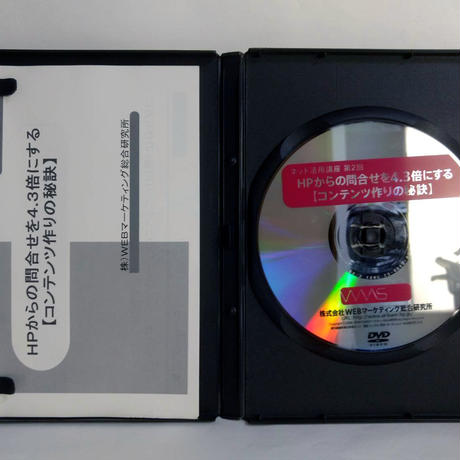 HPからの問合せを4.3倍にする
【コンテンツ作りの秘訣】
株)WEBマーケティング総合研究所
ネット活用講座 第2回
HPからの問合せを4.3倍にする
【コンテンツ作りの秘訣】
WMAS
株式会社WEBマーケティング総合研究所
DVD
VIDEO